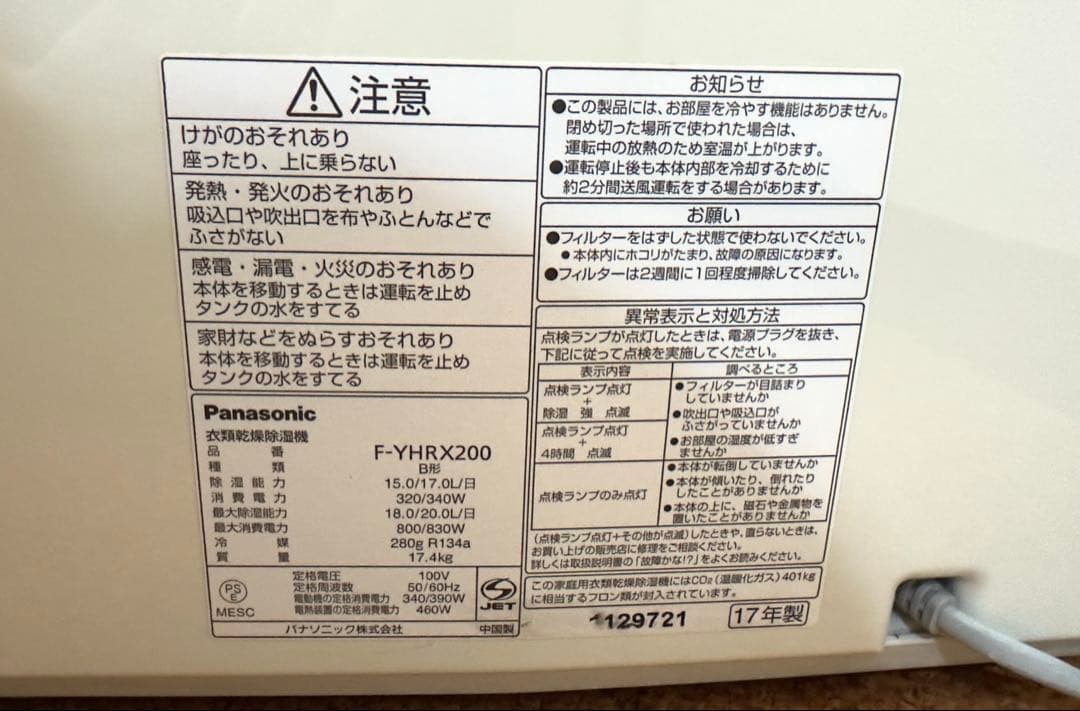 注意
けがのおそれあり
座ったり、上に乗らない
発熱・発火のおそれあり
吸込口や吹出口を布やふとんなどで
ふさがない
感電・漏電・火災のおそれあり
本体を移動するときは運転を止め
タンクの水をすてる
家財などをぬらすおそれあり
本体を移動するときは運転を止め
タンクの水をすてる
Panasonic
衣類乾燥除湿機
品番 F-YHRX200
種類 B形
除湿能力 15.0/17.0L/日
消費電力 320/340W
最大除湿能力 18.0/20.0L/日
最大消費電力 800/830W
冷媒 280g R134a
質量 17.4kg
PS
E
MESC
定格電圧 100V
定格周波数 50/60Hz
電動機の定格消費電力 340/390W
電熱装置の定格消費電力 460W
JET
パナソニック株式会社 中国製
お知らせ
●この製品には、お部屋を冷やす機能はありません。
閉め切った場所で使われた場合は、
運転中の放熱のため室温が上がります。
●運転停止後も本体内部を冷却するために
約2分間送風運転をする場合があります。
お願い
●フィルターをはずした状態で使わないでください。
●本体内にホコリがたまり、故障の原因になります。
●フィルターは2週間に1回程度掃除してください。
異常表示と対処方法
点検ランプが点灯したときは、電源プラグを抜き、
下記に従って点検を実施してください。
表示内容 調べるところ
点検ランプ点灯
+
除湿 強 点滅
点検ランプ点灯
+
4時間 点滅
●フィルターが目詰まり
していませんか
●吹出口や吸込口が
ふさがっていませんか
●お部屋の温度が低すぎ
ませんか
点検ランプのみ点灯
●本体が転倒していませんか
●本体が傾いたり、倒れたり
したことがありませんか
●本体の上に、磁石や金属物を
置いたことがありませんか
(点検ランプ点灯+その他が点滅)したときや、直らないときは、
お買い上げの販売店に修理をご相談ください。
詳しくは取扱説明書の「故障かな!?」をよくお読みください。
この家庭用衣類乾燥除湿機にはCO₂(温暖化ガス)401kg
に相当するフロン類が封入されています。
129721
17年製